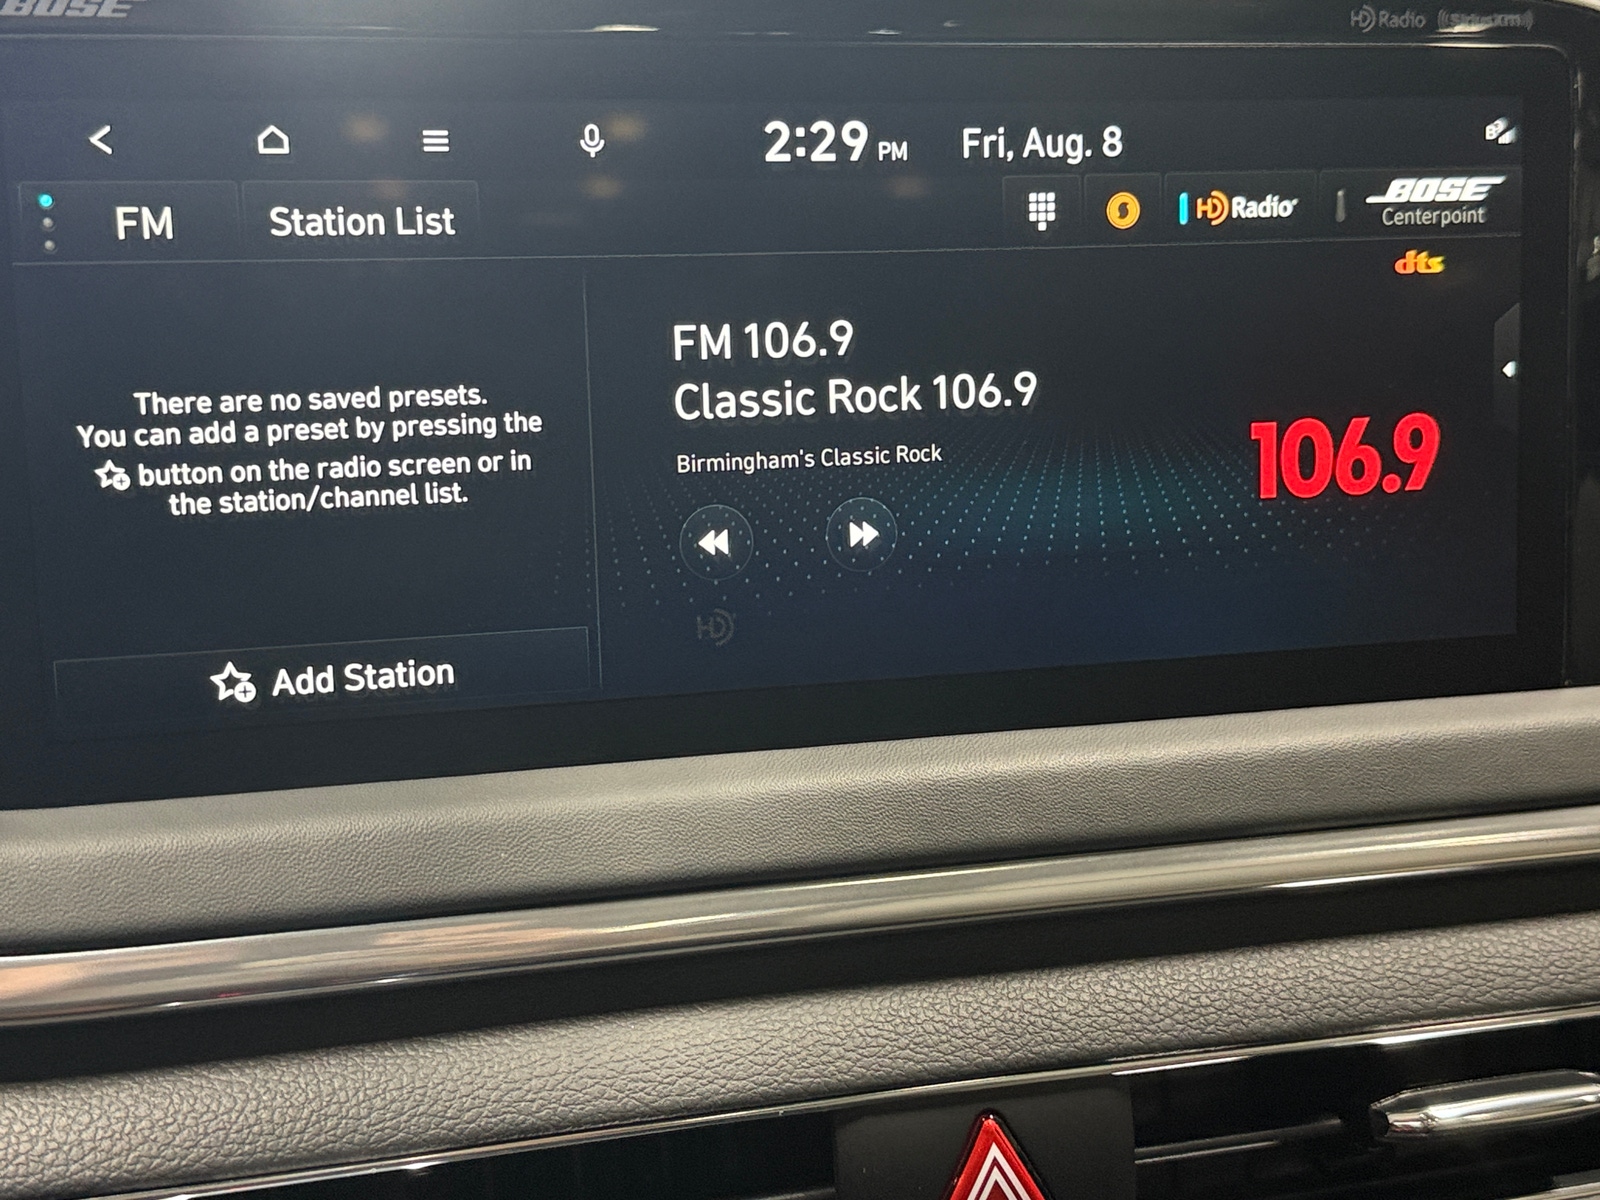 BOSE
HD Radio ((SiriusXM))
2:29 PM Fri, Aug. 8
FM Station List
HD Radio
BOSE
Centerpoint
dts
There are no saved presets.
You can add a preset by pressing the
button on the radio screen or in
the station/channel list.
Add Station
FM 106.9
Classic Rock 106.9
Birmingham's Classic Rock
106.9
HD